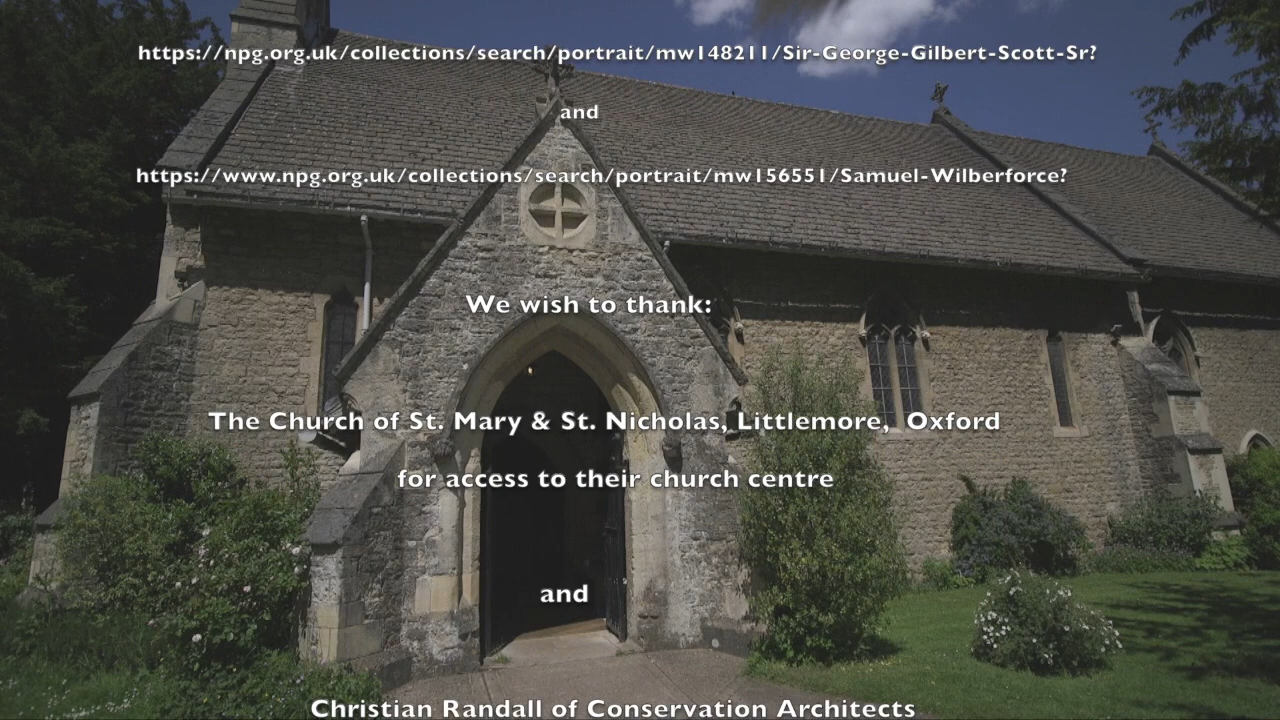 https://npg.org.uk/collections/search/portrait/mw148211/Sir-George-Gilbert-Scott-Sr?
and
https://www.npg.org.uk/collections/search/portrait/mw156551/Samuel-Wilberforce?
We wish to thank:
The Church of St. Mary & St. Nicholas, Littlemore,  Oxford
for access to their church centre
and
Christian Randall of Conservation Architects